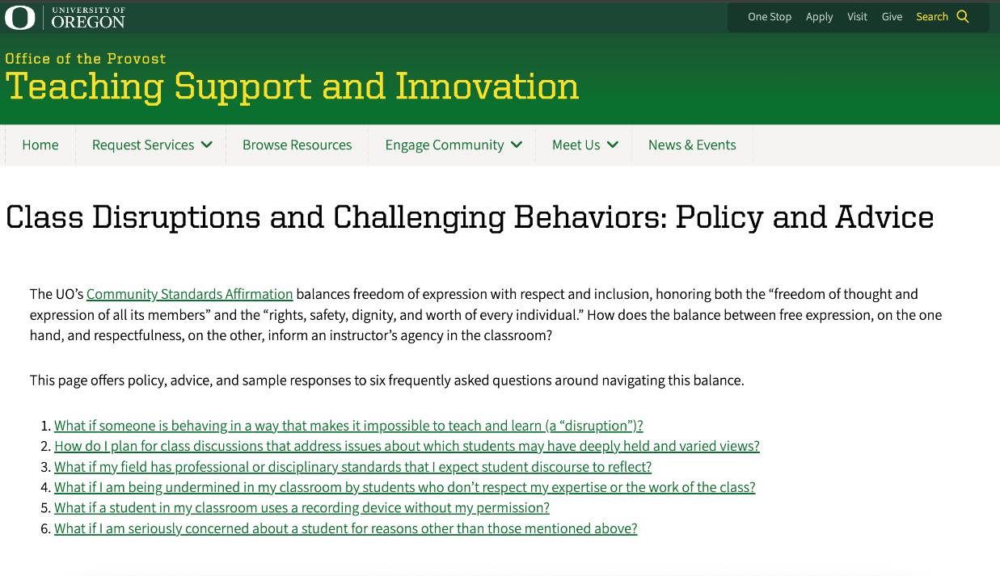 UNIVERSITY OF
OREGON
One Stop Apply Visit Give Search
Office of the Provost
Teaching Support and Innovation
Home Request Services Browse Resources Engage Community Meet Us News & Events
Class Disruptions and Challenging Behaviors: Policy and Advice
The UO’s Community Standards Affirmation balances freedom of expression with respect and inclusion, honoring both the “freedom of thought and
expression of all its members” and the “rights, safety, dignity, and worth of every individual.” How does the balance between free expression, on the one
hand, and respectfulness, on the other, inform an instructor’s agency in the classroom?
This page offers policy, advice, and sample responses to six frequently asked questions around navigating this balance.
1. What if someone is behaving in a way that makes it impossible to teach and learn (a “disruption”)?
2. How do I plan for class discussions that address issues about which students may have deeply held and varied views?
3. What if my field has professional or disciplinary standards that I expect student discourse to reflect?
4. What if I am being undermined in my classroom by students who don’t respect my expertise or the work of the class?
5. What if a student in my classroom uses a recording device without my permission?
6. What if I am seriously concerned about a student for reasons other than those mentioned above?